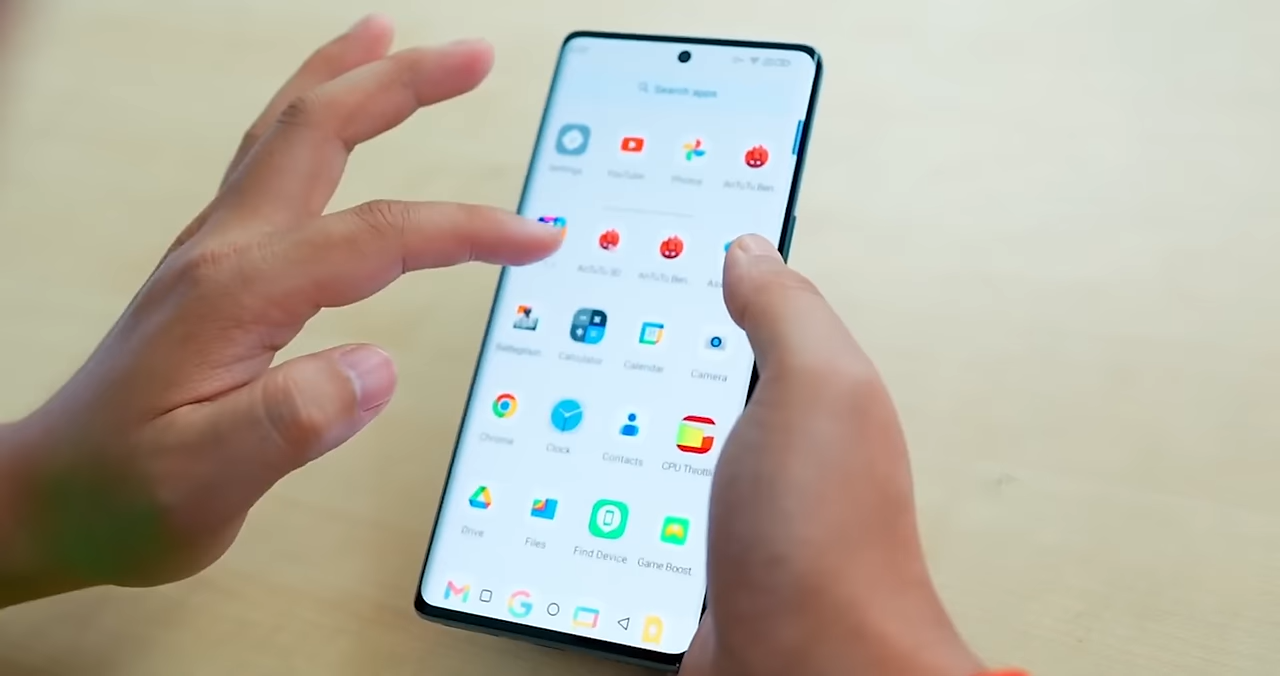 Search apps
Settings YouTube Photos AnTuTu Ben..
AnTuTu 3D AnTuTu Ben..
Calculator Calendar Camera
Chrome Clock Contacts CPU Throttli
Drive Files Find Device Game Boost